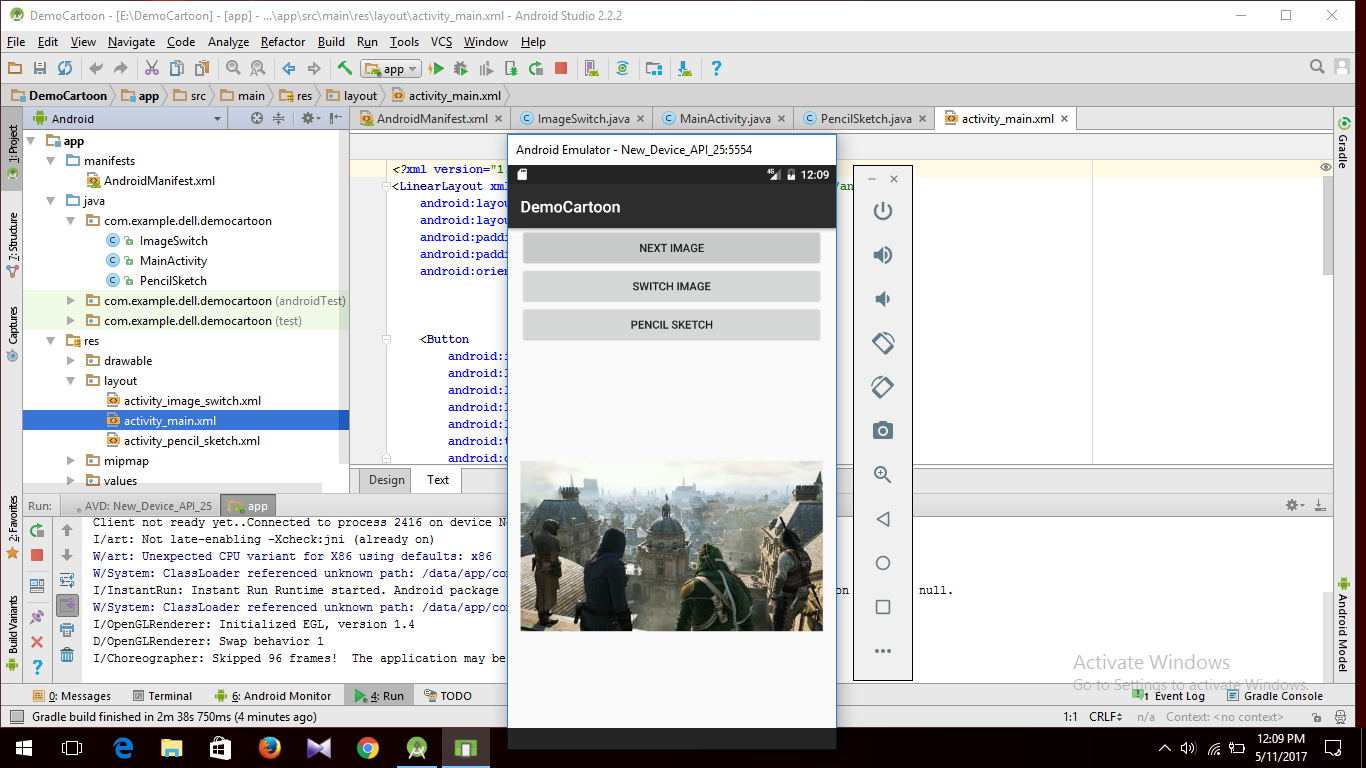 DemoCartoon - [E:\DemoCartoon] - [app] - ...\app\src\main\res\layout\activity_main.xml - Android Studio 2.2.2
File Edit View Navigate Code Analyze Refactor Build Run Tools VCS Window Help
app
DemoCartoon app src main res layout activity_main.xml
Android
AndroidManifest.xml ImageSwitch.java MainActivity.java PencilSketch.java activity_main.xml
1: Project
7: Structure
Captures
2: Favorites
Build Variants
app
manifests
AndroidManifest.xml
java
com.example.dell.democartoon
ImageSwitch
MainActivity
PencilSketch
com.example.dell.democartoon (androidTest)
com.example.dell.democartoon (test)
res
drawable
layout
activity_image_switch.xml
activity_main.xml
activity_pencil_sketch.xml
mipmap
values
<?xml version="1
<LinearLayout xm
/an
android:layou
android:layou
android:paddi
android:paddi
android:orien
<Button
android:i
android:l
android:l
android:l
android:l
android:t
android:o
Design Text
Android Emulator - New_Device_API_25:5554
4G 12:09
DemoCartoon
NEXT IMAGE
SWITCH IMAGE
PENCIL SKETCH
Gradle
Android Model
Run: AVD: New_Device_API_25 app
Client not ready yet..Connected to process 2416 on device Ne
I/art: Not late-enabling -Xcheck:jni (already on)
W/art: Unexpected CPU variant for X86 using defaults: x86
W/System: ClassLoader referenced unknown path: /data/app/com
I/InstantRun: Instant Run Runtime started. Android package on null.
W/System: ClassLoader referenced unknown path: /data/app/com
I/OpenGLRenderer: Initialized EGL, version 1.4
D/OpenGLRenderer: Swap behavior 1
I/Choreographer: Skipped 96 frames! The application may be
Activate Windows
Go to Settings to activate Windows.
0: Messages Terminal 6: Android Monitor 4: Run TODO 1 Event Log Gradle Console
Gradle build finished in 2m 38s 750ms (4 minutes ago) 1:1 CRLF n/a Context: <no context>
12:09 PM
5/11/2017